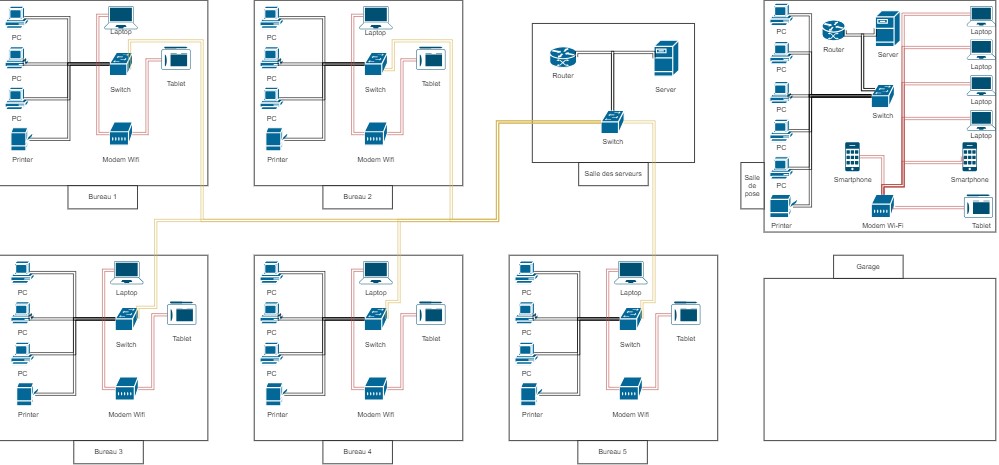 PC
Laptop
PC
Switch
Tablet
PC
Printer
Modem Wifi
Bureau 1
PC
Laptop
PC
Switch
Tablet
PC
Printer
Modem Wifi
Bureau 2
Router
Server
Switch
Salle des serveurs
PC
Router
Server
Laptop
PC
Laptop
PC
Switch
Laptop
PC
Laptop
PC
Smartphone
Smartphone
Salle
de
pose
Printer
Modem Wi-Fi
Tablet
PC
Laptop
PC
Switch
Tablet
PC
Printer
Modem Wifi
Bureau 3
PC
Laptop
PC
Switch
Tablet
PC
Printer
Modem Wifi
Bureau 4
PC
Laptop
PC
Switch
Tablet
PC
Printer
Modem Wifi
Bureau 5
Garage